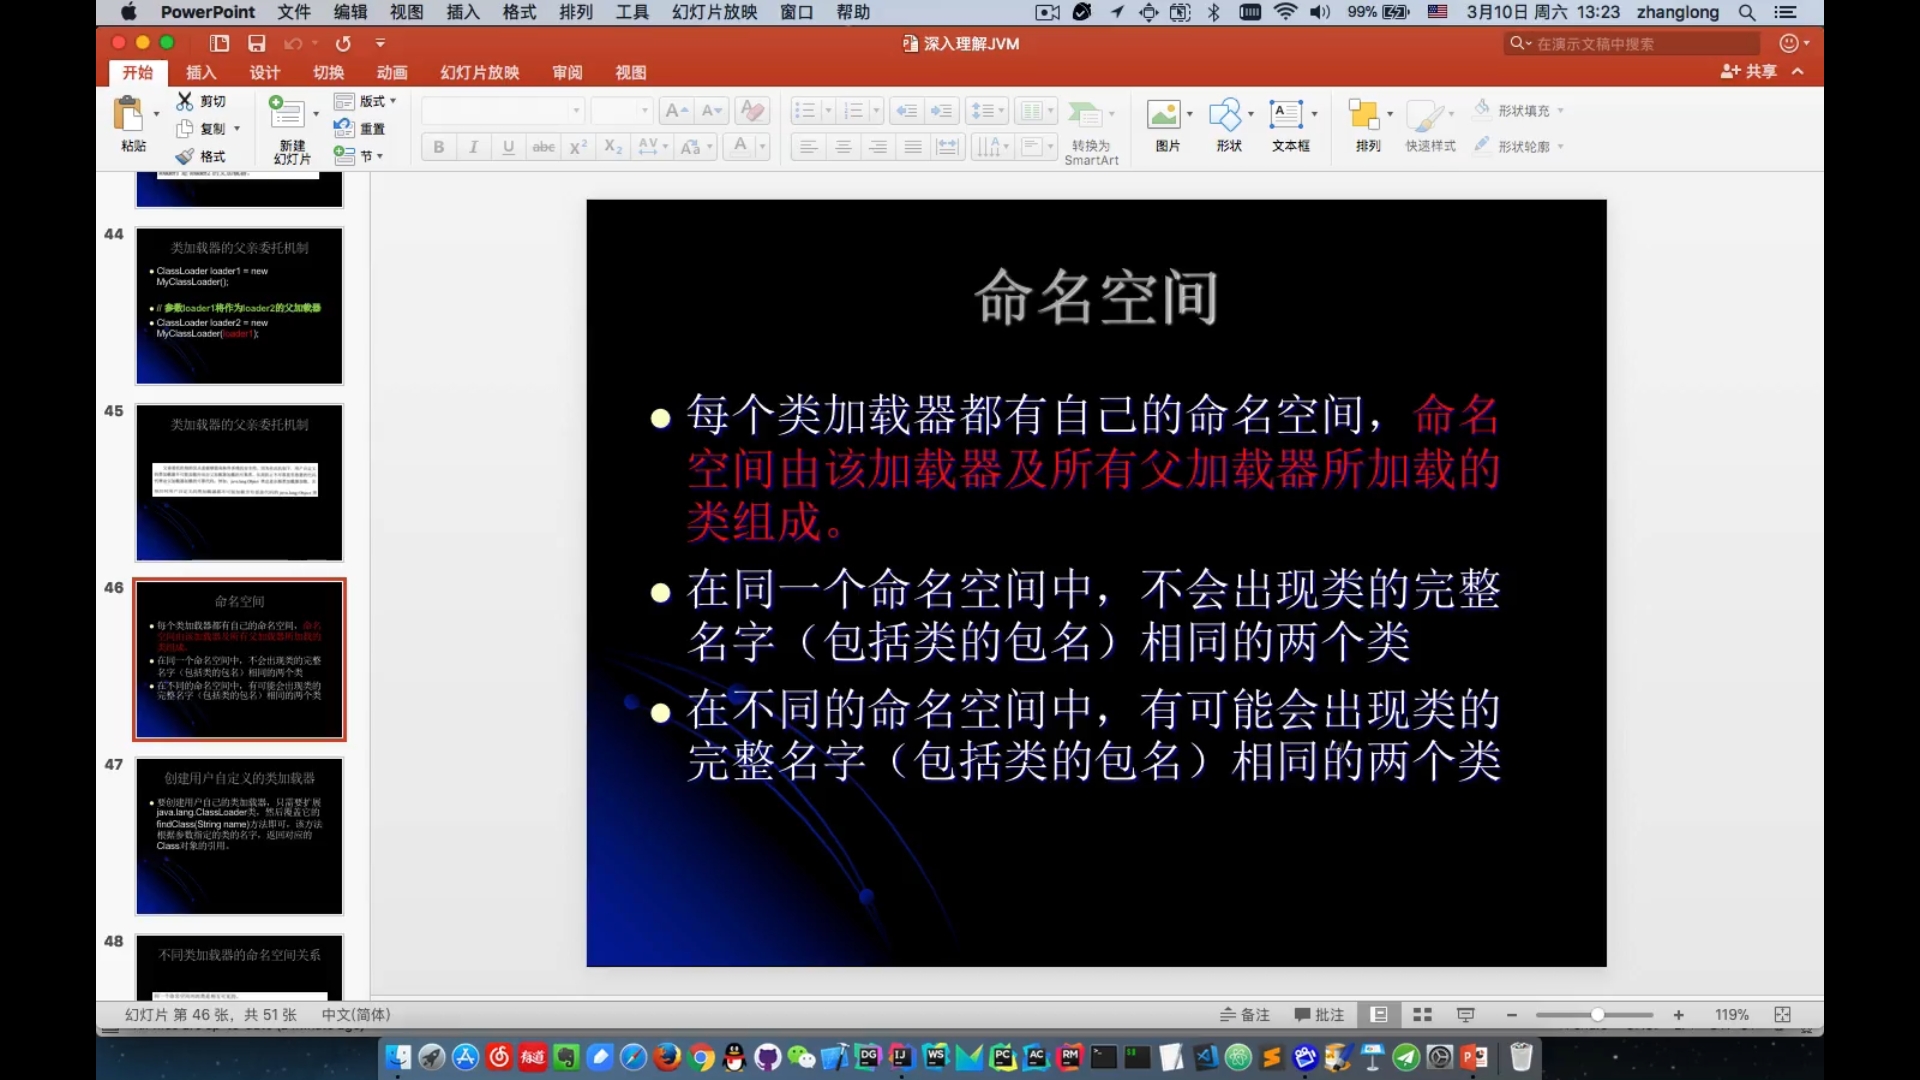 PowerPoint 文件 编辑 视图 插入 格式 排列 工具 幻灯片放映 窗口 帮助 99% 3月10日 周六 13:23 zhanglong
深入理解JVM
在演示文稿中搜索
开始 插入 设计 切换 动画 幻灯片放映 审阅 视图 共享
粘贴
剪切
复制
格式
新建
幻灯片
版式
重置
节
转换为
SmartArt
图片
形状
文本框
排列
快速样式
形状填充
形状轮廓
44
类加载器的父亲委托机制
ClassLoader loader1 = new
MyClassLoader();
// 参数loader1将作为loader2的父加载器
ClassLoader loader2 = new
MyClassLoader(loader1);
45
类加载器的父亲委托机制
46
命名空间
每个类加载器都有自己的命名空间，命名
空间由该加载器及所有父加载器所加载的
类组成。
在同一个命名空间中，不会出现类的完整
名字（包括类的包名）相同的两个类
在不同的命名空间中，有可能会出现类的
完整名字（包括类的包名）相同的两个类
47
创建用户自定义的类加载器
要创建用户自己的类加载器，只需要扩展
java.lang.ClassLoader类，然后覆盖它的
findClass(String name)方法即可，该方法
根据参数指定的类的名字，返回对应的
Class对象的引用。
48
不同类加载器的命名空间关系
命名空间
每个类加载器都有自己的命名空间，命名
空间由该加载器及所有父加载器所加载的
类组成。
在同一个命名空间中，不会出现类的完整
名字（包括类的包名）相同的两个类
在不同的命名空间中，有可能会出现类的
完整名字（包括类的包名）相同的两个类
幻灯片 第 46 张，共 51 张 中文(简体) 备注 批注 119%